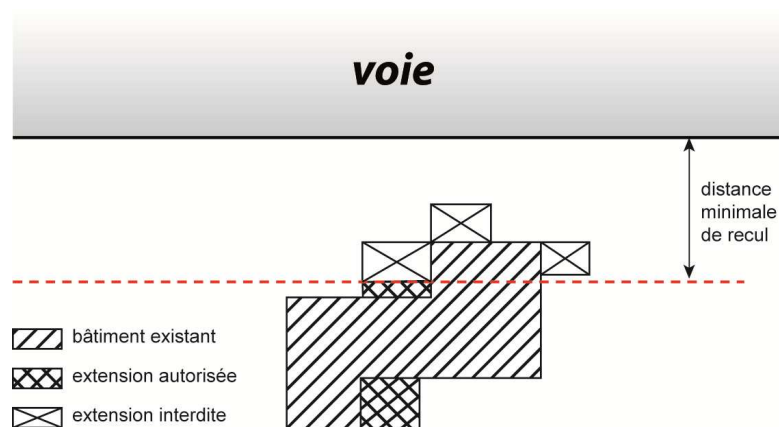 voie
distance
minimale
de recul
bâtiment existant
extension autorisée
extension interdite